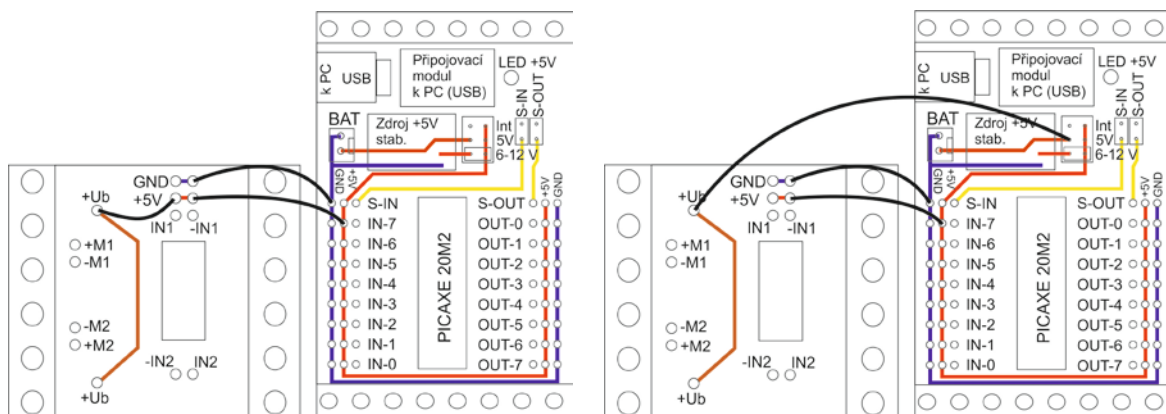 Připojovací
modul
k PC (USB)
LED +5V
k PC
USB
S-IN
S-OUT
BAT
Zdroj +5V
stab.
Int
5V
6-12 V
GND
+5V
+5V
GND
S-IN
S-OUT
IN-7
OUT-0
IN-6
OUT-1
IN-5
OUT-2
IN-4
OUT-3
IN-3
OUT-4
IN-2
OUT-5
IN-1
OUT-6
IN-0
OUT-7
PICAXE 20M2
GND
+5V
+Ub
IN1
-IN1
+M1
-M1
-M2
+M2
-IN2
IN2
+Ub
Připojovací
modul
k PC (USB)
LED +5V
k PC
USB
S-IN
S-OUT
BAT
Zdroj +5V
stab.
Int
5V
6-12 V
GND
+5V
+5V
GND
S-IN
S-OUT
IN-7
OUT-0
IN-6
OUT-1
IN-5
OUT-2
IN-4
OUT-3
IN-3
OUT-4
IN-2
OUT-5
IN-1
OUT-6
IN-0
OUT-7
PICAXE 20M2
GND
+5V
+Ub
IN1
-IN1
+M1
-M1
-M2
+M2
-IN2
IN2
+Ub